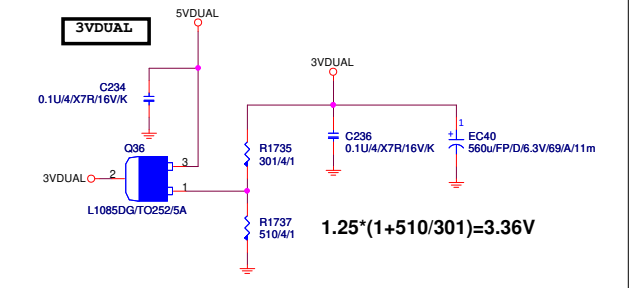 3VDUAL
5VDUAL
C234
0.1U/4/X7R/16V/K
3VDUAL
Q36
3
3VDUAL
2
1
L1085DG/TO252/5A
R1735
301/4/1
C236
0.1U/4/X7R/16V/K
1
+
EC40
560u/FP/D/6.3V/69/A/11m
R1737
510/4/1
1.25*(1+510/301)=3.36V